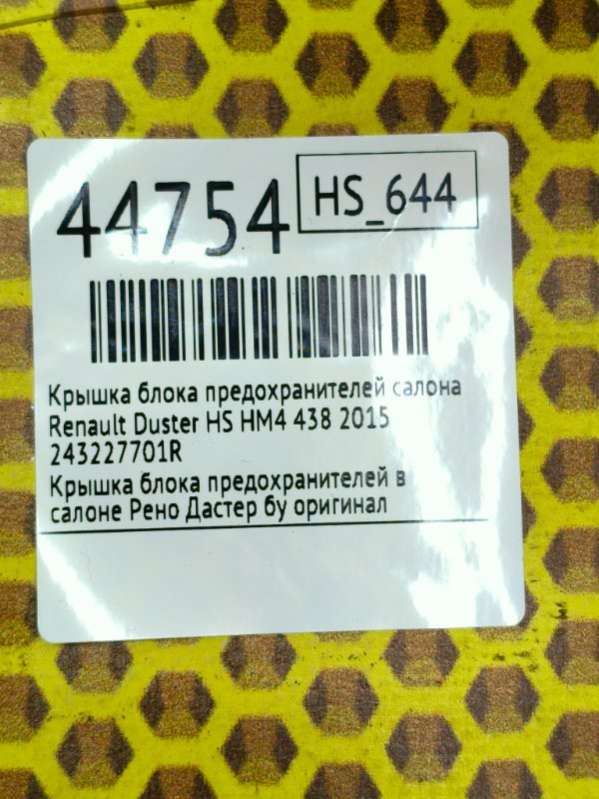 44754
HS_644
Крышка блока предохранителей салона
Renault Duster HS HM4 438 2015
243227701R
Крышка блока предохранителей в
салоне Рено Дастер бу оригинал